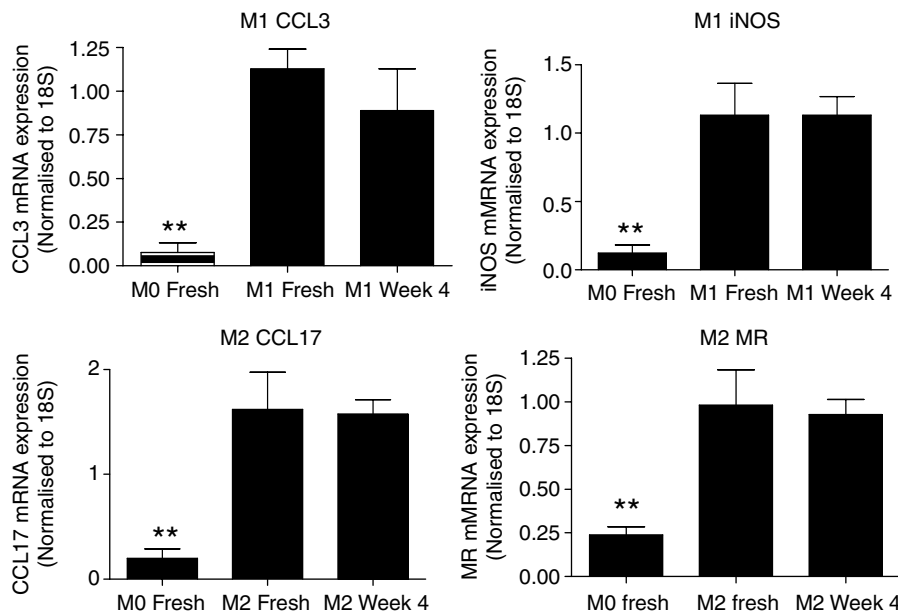 M1 CCL3
CCL3 mRNA expression
(Normalised to 18S)
1.25
1.00
0.75
0.50
0.25
0.00
**
M0 Fresh M1 Fresh M1 Week 4
M1 iNOS
iNOS mMRNA expression
(Normalised to 18S)
1.5
1.0
0.5
0.0
**
M0 Fresh M1 Fresh M1 Week 4
M2 CCL17
CCL17 mRNA expression
(Normalised to 18S)
2
1
0
**
M0 Fresh M2 Fresh M2 Week 4
M2 MR
MR mMRNA expression
(Normalised to 18S)
1.25
1.00
0.75
0.50
0.25
0.00
**
M0 fresh M2 fresh M2 Week 4